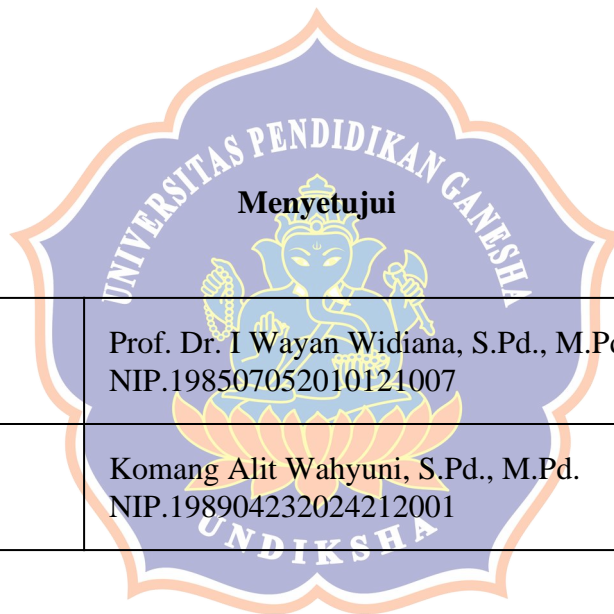 UNIVERSITAS PENDIDIKAN GANESHA
Menyetujui
Prof. Dr. I Wayan Widiana, S.Pd., M.Pd
NIP.198507052010121007
Komang Alit Wahyuni, S.Pd., M.Pd.
NIP.198904232024212001
UNDIKSHA